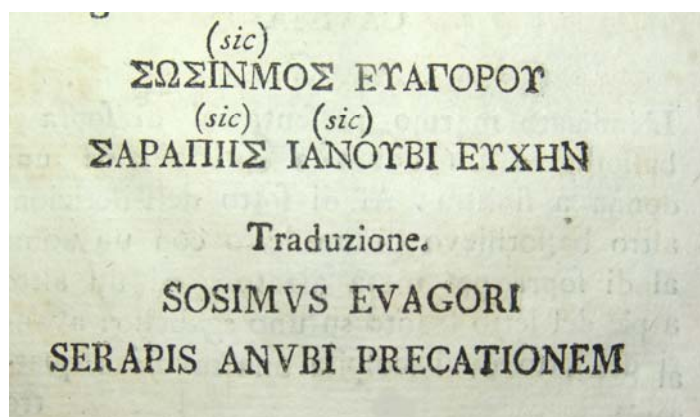 (sic)
ΣΩΣΙΝΜΟΣ ΕΥΑΓΟΡΟΥ
(sic) (sic)
ΣΑΡΑΠΙΙΣ ΙΑΝΟΥΒΙ ΕΥΧΗΝ
Traduzione.
SOSIMVS EVAGORI
SERAPIS ANVBI PRECATIONEM